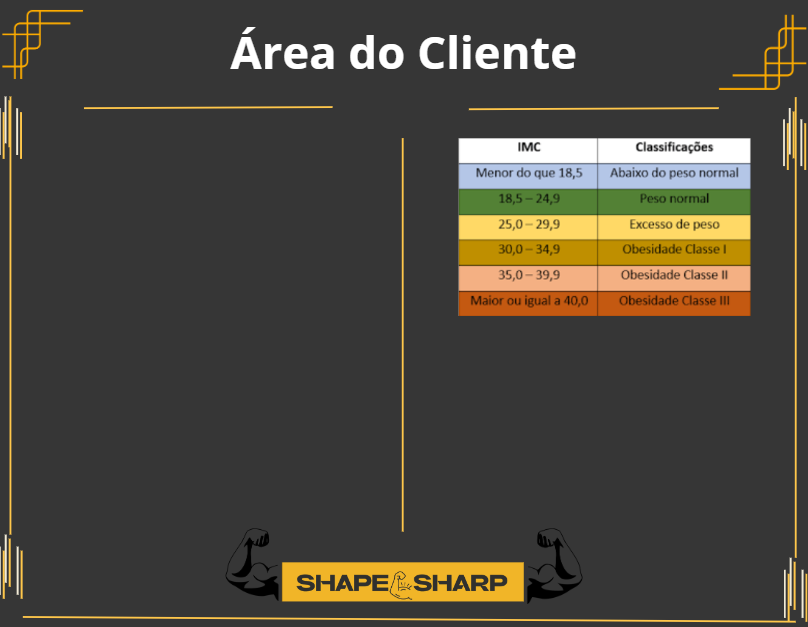 Área do Cliente
IMC Classificações
Menor do que 18,5 Abaixo do peso normal
18,5 – 24,9 Peso normal
25,0 – 29,9 Excesso de peso
30,0 – 34,9 Obesidade Classe I
35,0 – 39,9 Obesidade Classe II
Maior ou igual a 40,0 Obesidade Classe III
SHAPE SHARP